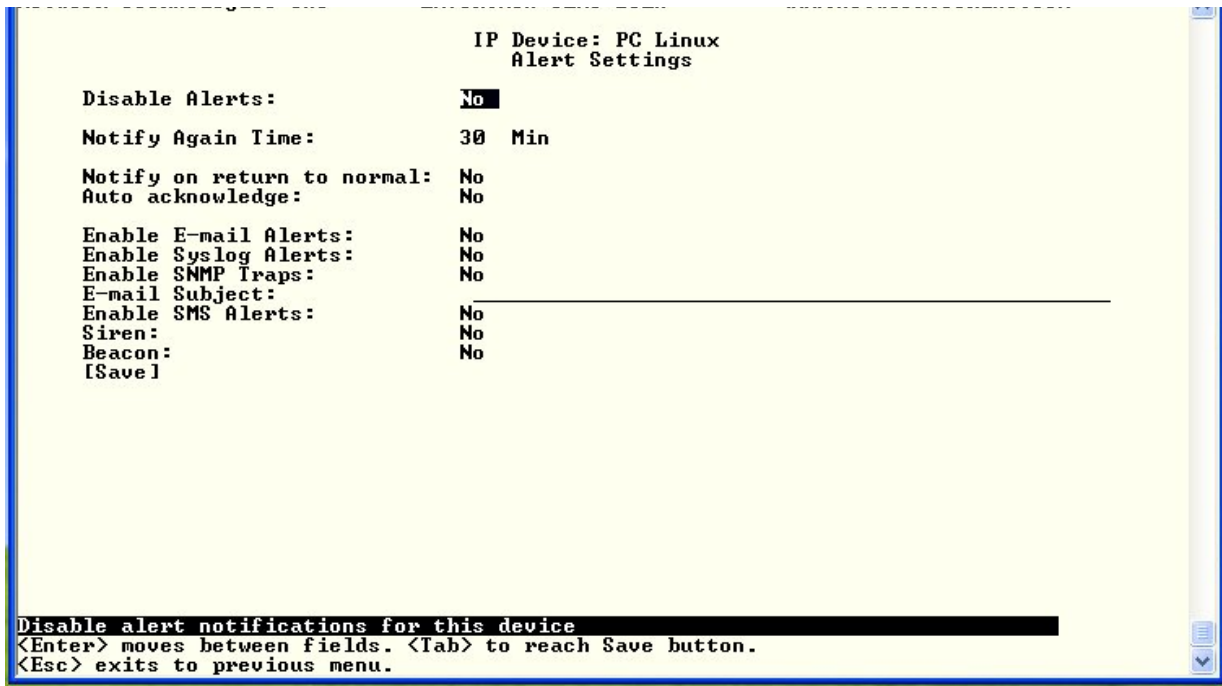 IP Device: PC Linux
Alert Settings
Disable Alerts: No
Notify Again Time: 30 Min
Notify on return to normal: No
Auto acknowledge: No
Enable E-mail Alerts: No
Enable Syslog Alerts: No
Enable SNMP Traps: No
E-mail Subject:
Enable SMS Alerts: No
Siren: No
Beacon: No
[Save]
Disable alert notifications for this device
<Enter> moves between fields. <Tab> to reach Save button.
<Esc> exits to previous menu.